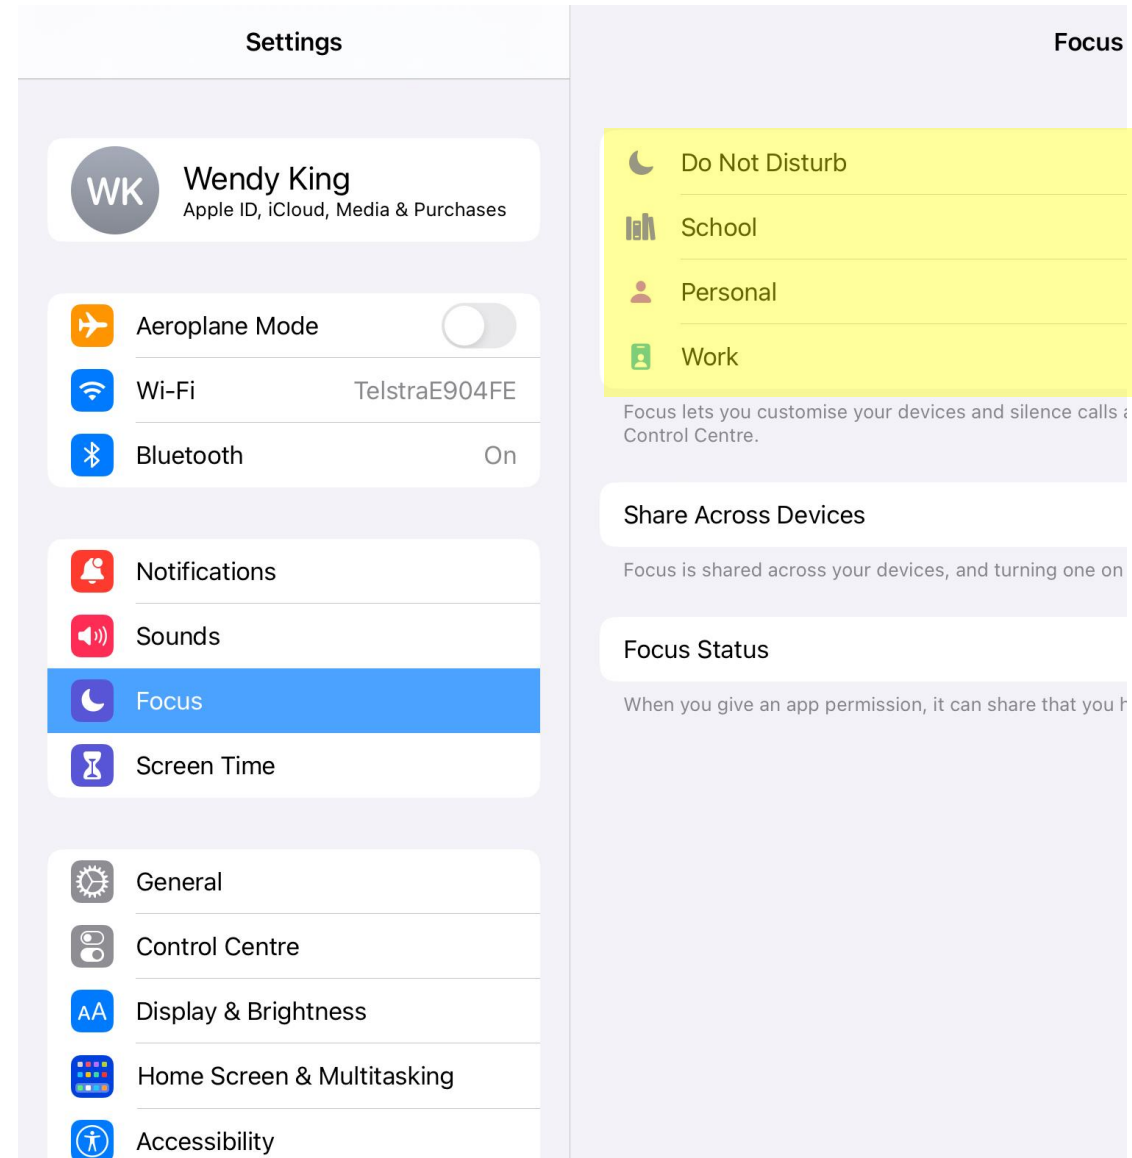 Settings
WK
Wendy King
Apple ID, iCloud, Media & Purchases
Aeroplane Mode
Wi-Fi TelstraE904FE
Bluetooth On
Notifications
Sounds
Focus
Screen Time
General
Control Centre
AA Display & Brightness
Home Screen & Multitasking
Accessibility
Focus
Do Not Disturb
School
Personal
Work
Focus lets you customise your devices and silence calls
Control Centre.
Share Across Devices
Focus is shared across your devices, and turning one on
Focus Status
When you give an app permission, it can share that you